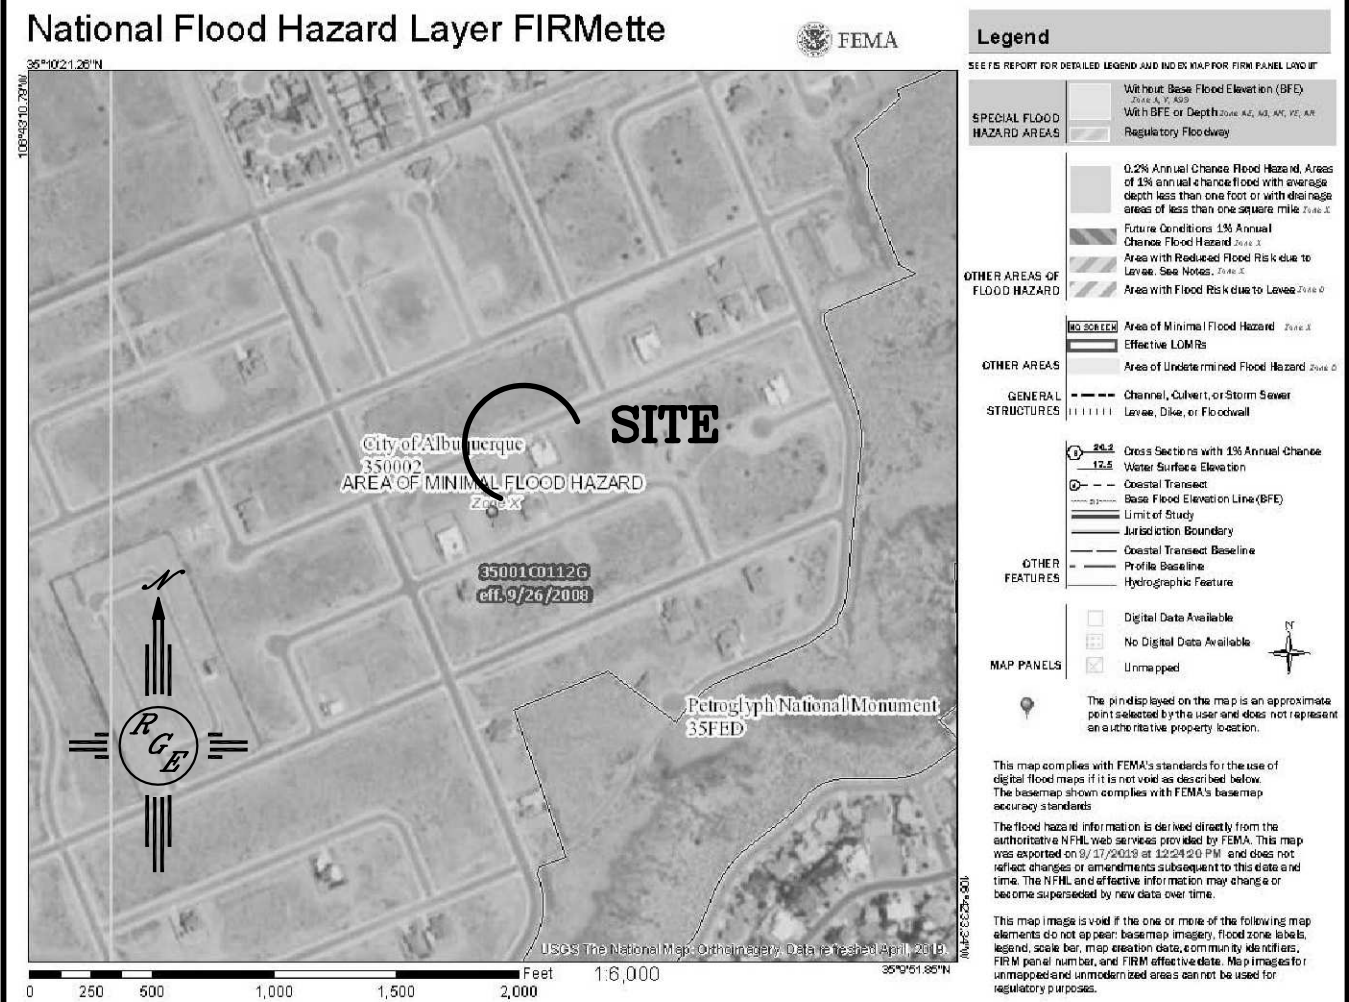 National Flood Hazard Layer FIRMette
FEMA
35°10'21.26"N
106°43'10.79"W
SITE
City of Albuquerque
350002
AREA OF MINIMAL FLOOD HAZARD
Zone X
35001C0112G
eff. 9/26/2008
N
RGE
Petroglyph National Monument
35FED
USGS The National Map: Orthoimagery. Data refreshed April, 2019.
106°42'33.34"W
35°9'51.85"N
0 250 500 1,000 1,500 2,000
Feet
1:6,000
Legend
SEE FIS REPORT FOR DETAILED LEGEND AND INDEX MAP FOR FIRM PANEL LAYOUT
SPECIAL FLOOD
HAZARD AREAS
Without Base Flood Elevation (BFE)
Zone A, V, A99
With BFE or Depth Zone AE, AO, AH, VE, AR
Regulatory Floodway
OTHER AREAS OF
FLOOD HAZARD
0.2% Annual Chance Flood Hazard, Areas
of 1% annual chance flood with average
depth less than one foot or with drainage
areas of less than one square mile Zone X
Future Conditions 1% Annual
Chance Flood Hazard Zone X
Area with Reduced Flood Risk due to
Levee. See Notes. Zone X
Area with Flood Risk due to Levee Zone D
OTHER AREAS
NO SCREEN Area of Minimal Flood Hazard Zone X
Effective LOMRs
Area of Undetermined Flood Hazard Zone D
GENERAL
STRUCTURES
Channel, Culvert, or Storm Sewer
Levee, Dike, or Floodwall
OTHER
FEATURES
20.2 Cross Sections with 1% Annual Chance
17.5 Water Surface Elevation
Coastal Transect
Base Flood Elevation Line (BFE)
Limit of Study
Jurisdiction Boundary
Coastal Transect Baseline
Profile Baseline
Hydrographic Feature
MAP PANELS
Digital Data Available
No Digital Data Available
Unmapped
N
The pin displayed on the map is an approximate
point selected by the user and does not represent
an authoritative property location.
This map complies with FEMA's standards for the use of
digital flood maps if it is not void as described below.
The basemap shown complies with FEMA's basemap
accuracy standards
The flood hazard information is derived directly from the
authoritative NFHL web services provided by FEMA. This map
was exported on 9/17/2019 at 12:24:20 PM and does not
reflect changes or amendments subsequent to this date and
time. The NFHL and effective information may change or
become superseded by new data over time.
This map image is void if the one or more of the following map
elements do not appear: basemap imagery, flood zone labels,
legend, scale bar, map creation date, community identifiers,
FIRM panel number, and FIRM effective date. Map images for
unmapped and unmodernized areas cannot be used for
regulatory purposes.